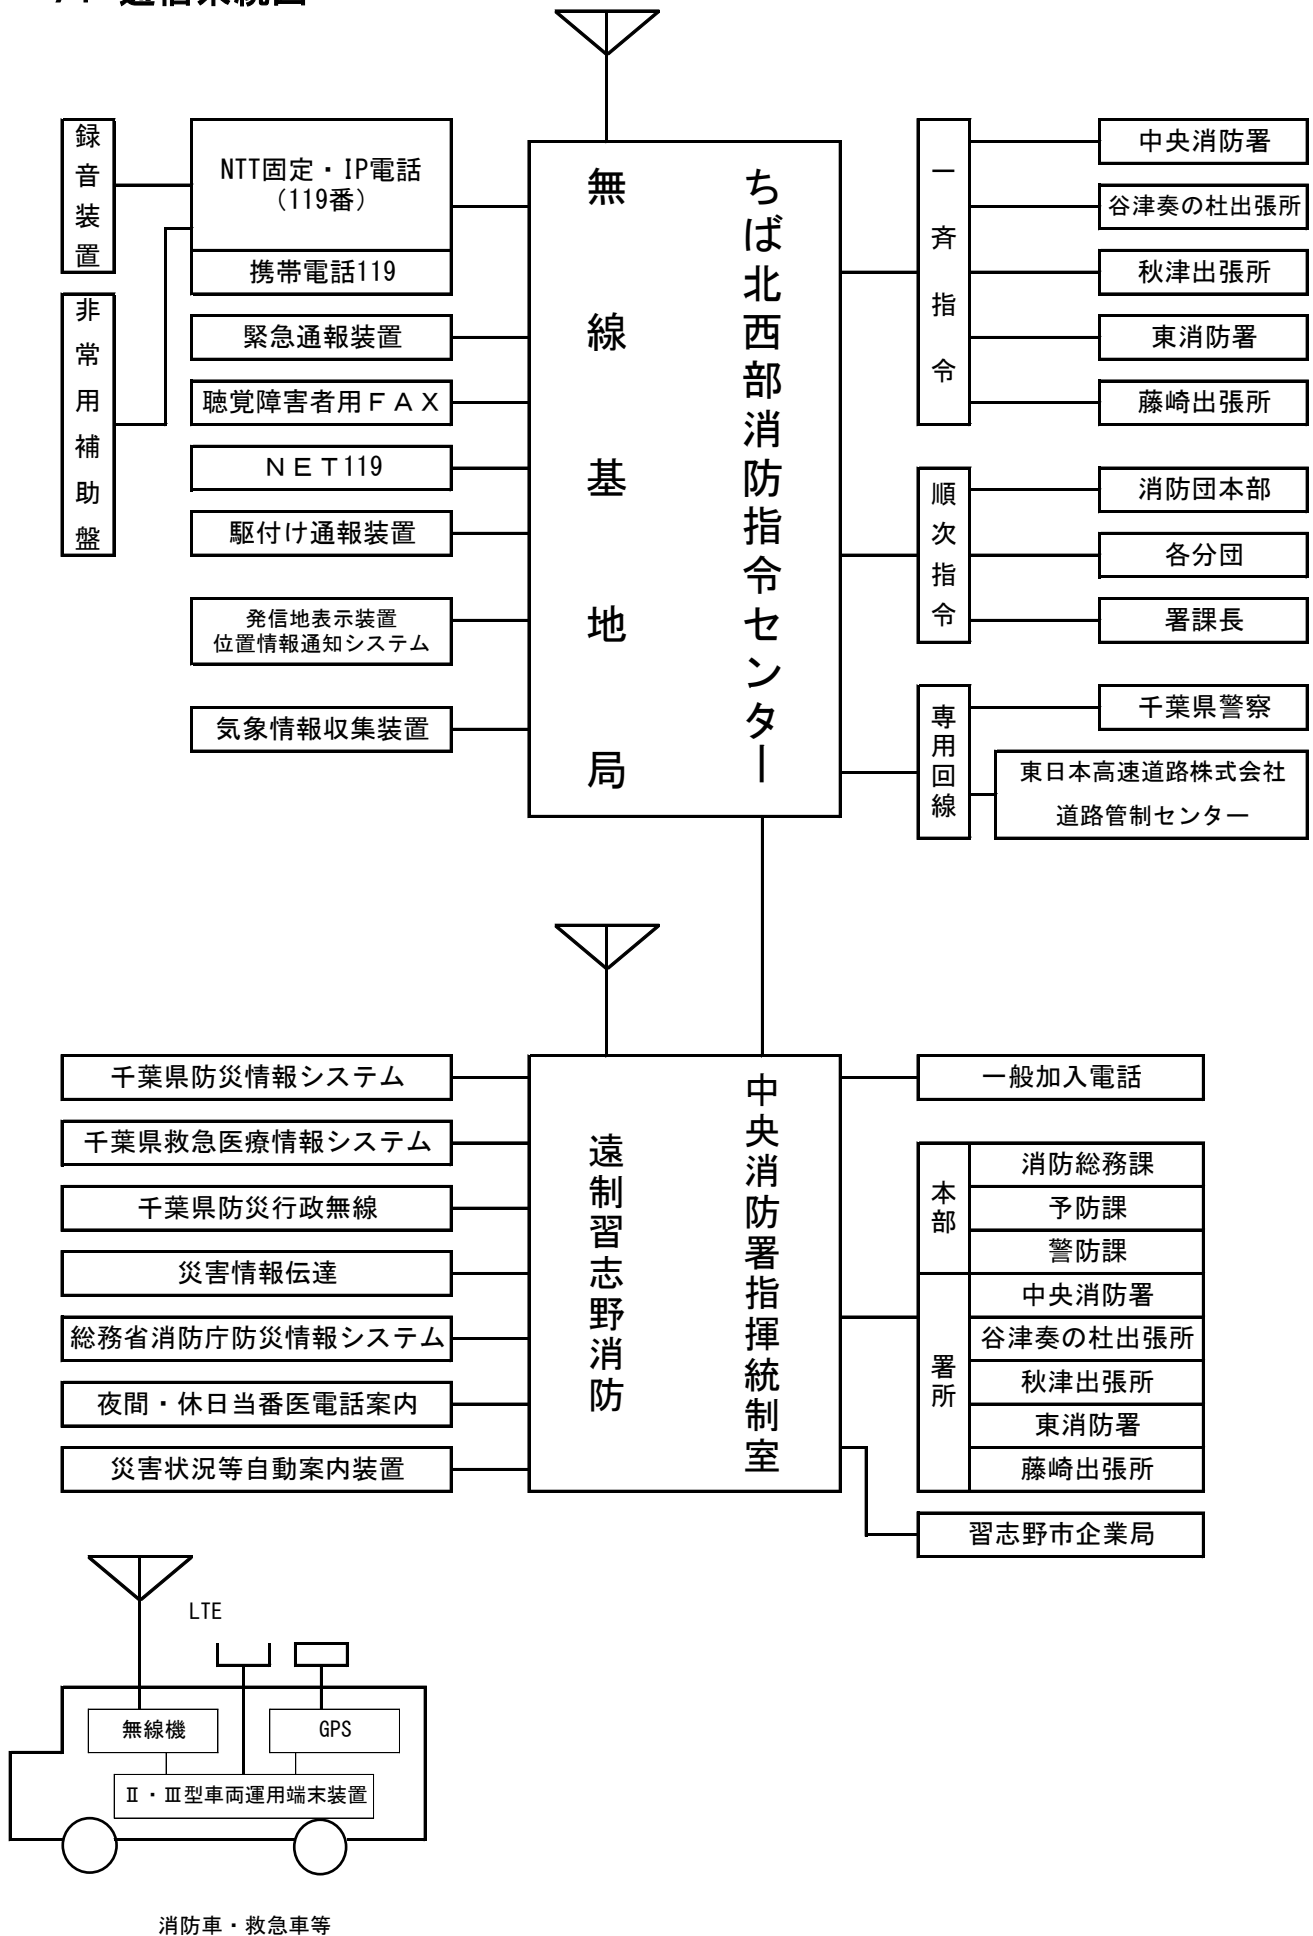 録音装置
NTT固定・IP電話
（119番）
携帯電話119
非常用補助盤
緊急通報装置
聴覚障害者用ＦＡＸ
ＮＥＴ119
駆付け通報装置
発信地表示装置
位置情報通知システム
気象情報収集装置
無線基地局
ちば北西部消防指令センター
一斉指令
中央消防署
谷津奏の杜出張所
秋津出張所
東消防署
藤崎出張所
順次指令
消防団本部
各分団
署課長
専用回線
千葉県警察
東日本高速道路株式会社
道路管制センター
千葉県防災情報システム
千葉県救急医療情報システム
千葉県防災行政無線
災害情報伝達
総務省消防庁防災情報システム
夜間・休日当番医電話案内
災害状況等自動案内装置
遠制習志野消防
中央消防署指揮統制室
一般加入電話
本部
消防総務課
予防課
警防課
署所
中央消防署
谷津奏の杜出張所
秋津出張所
東消防署
藤崎出張所
習志野市企業局
LTE
無線機
GPS
Ⅱ・Ⅲ型車両運用端末装置
消防車・救急車等